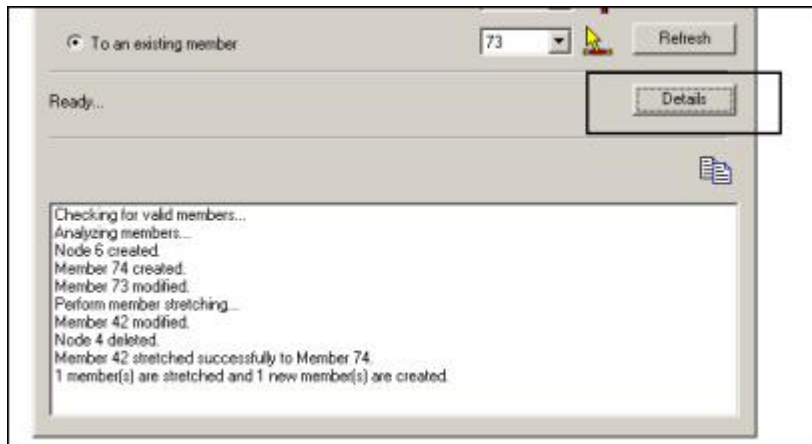 To an existing member 73 Refresh
Ready... Details
Checking for valid members...
Analyzing members...
Node 6 created.
Member 74 created.
Member 73 modified.
Perform member stretching...
Member 42 modified.
Node 4 deleted.
Member 42 stretched successfully to Member 74.
1 member(s) are stretched and 1 new member(s) are created.